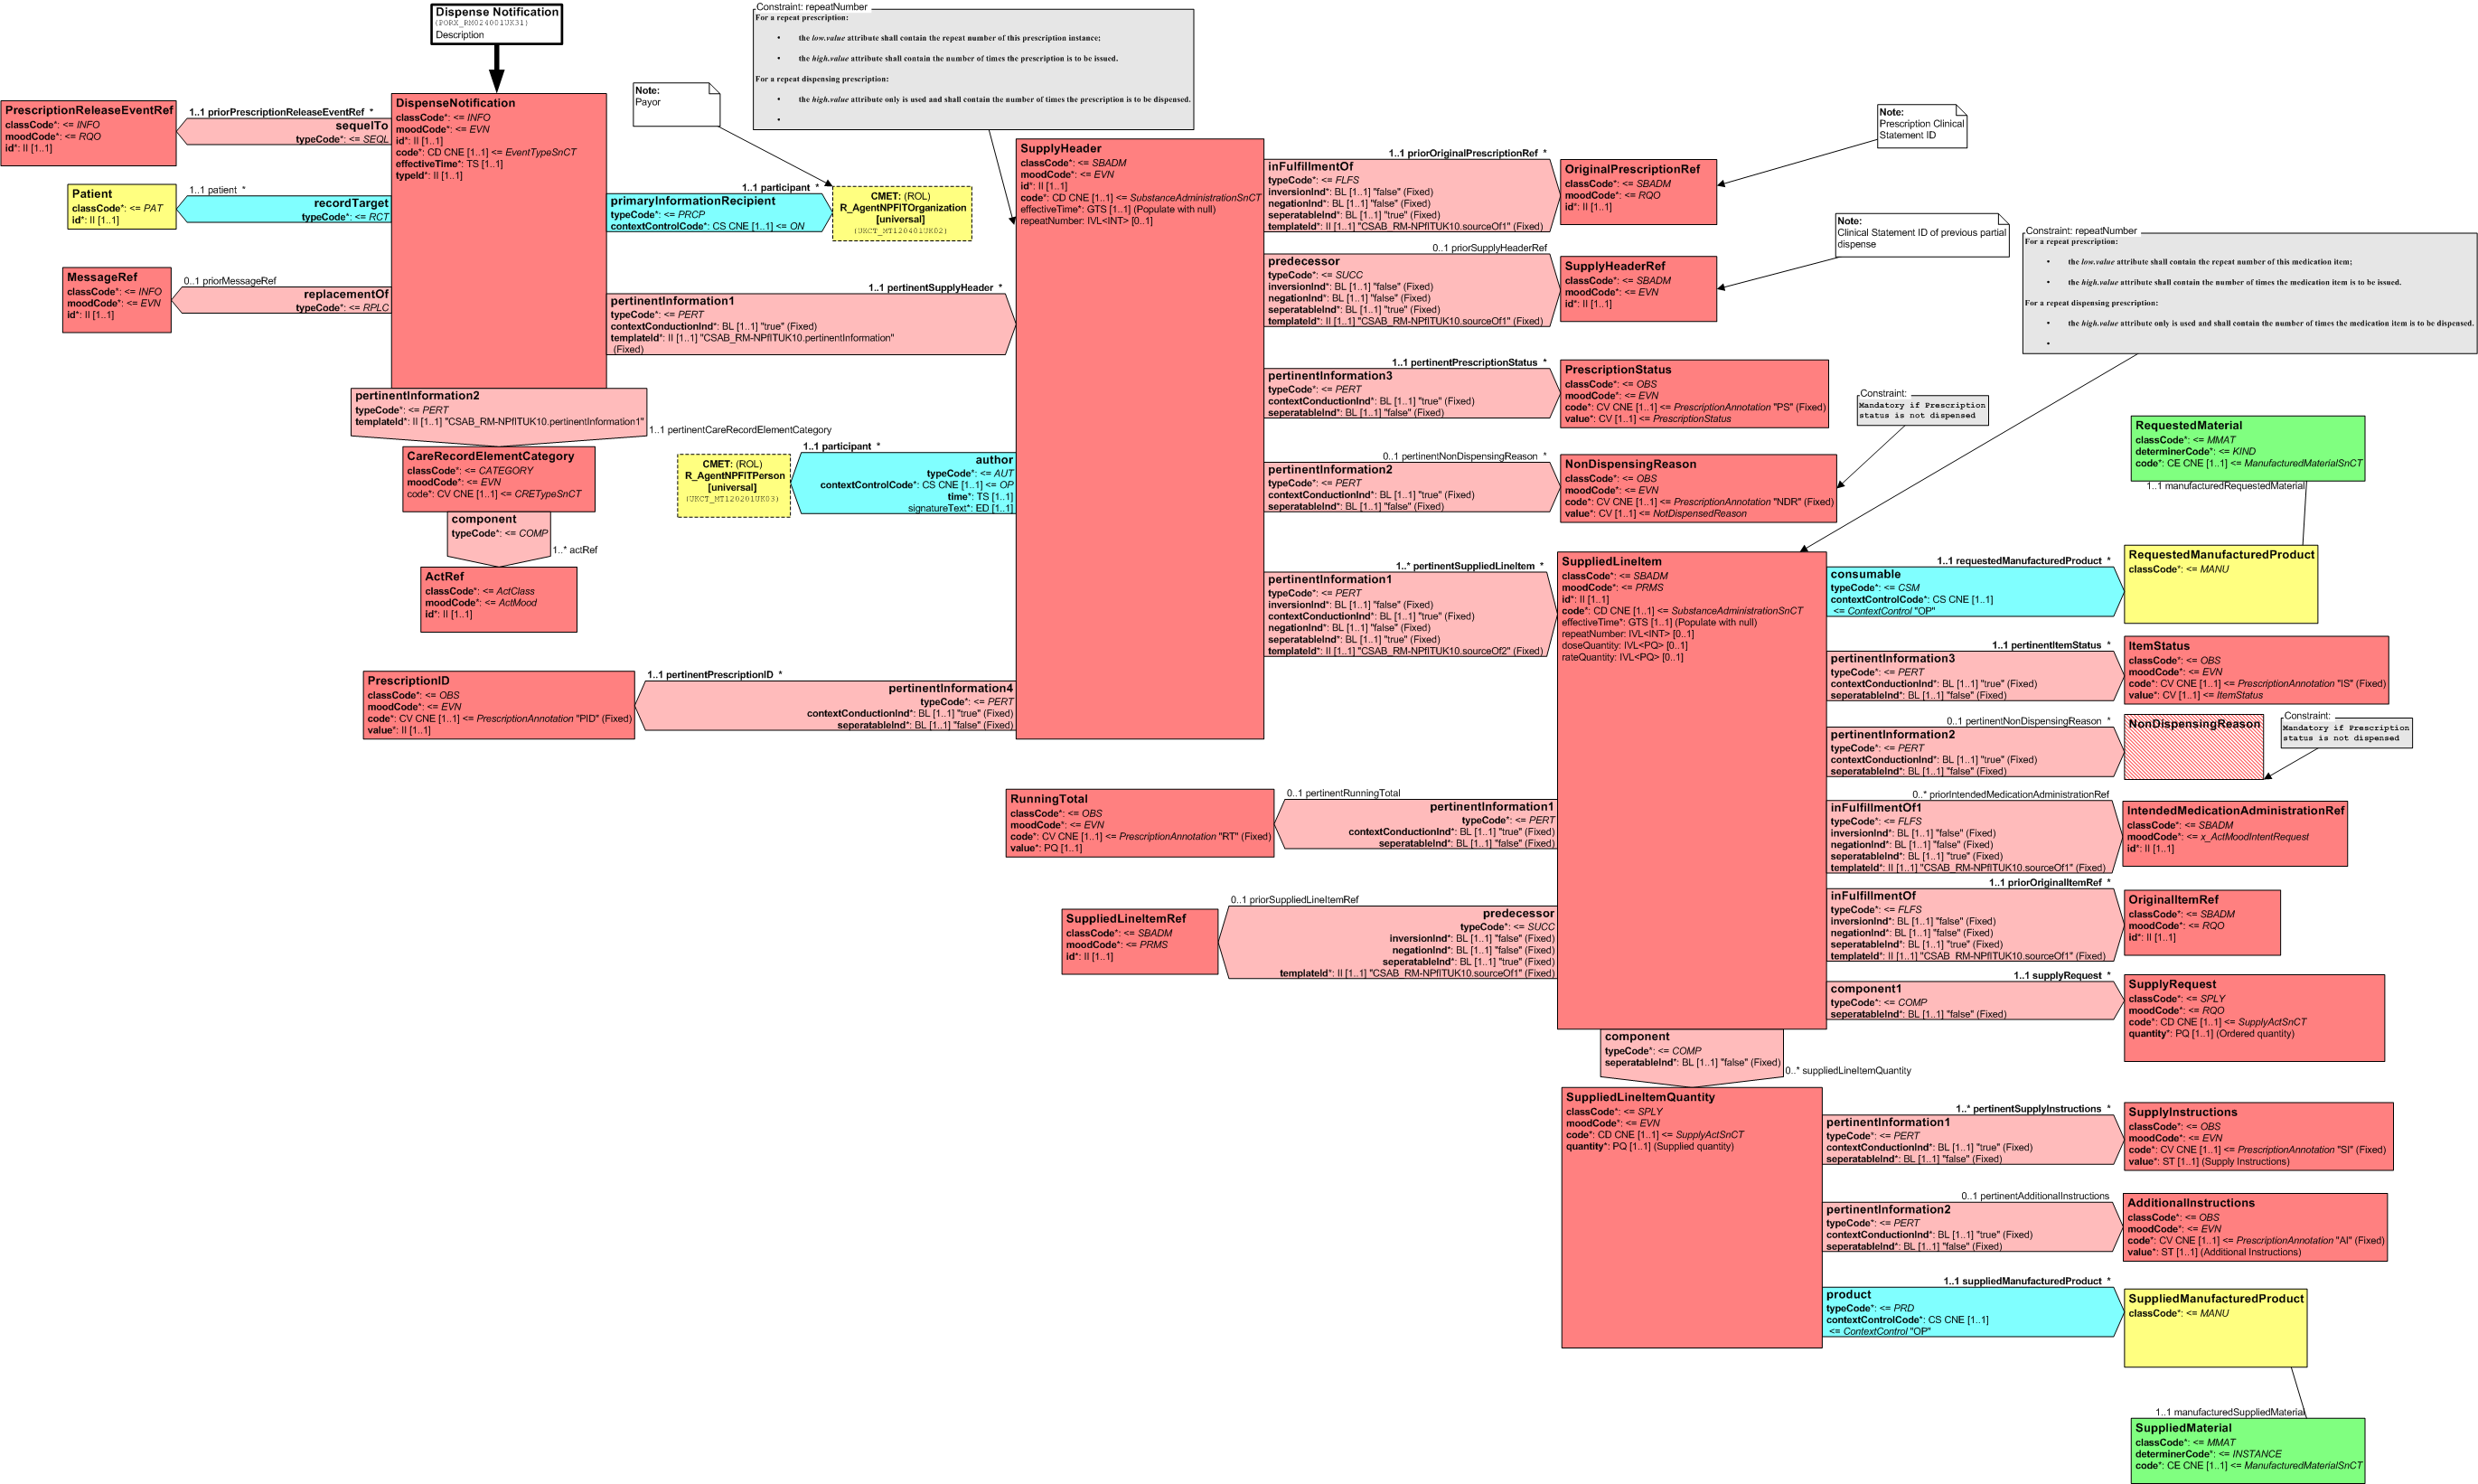 Dispense Notification
(PORX_RM024001UK31)
Description
Constraint: repeatNumber
For a repeat prescription:
• the low.value attribute shall contain the repeat number of this prescription instance;
• the high.value attribute shall contain the number of times the prescription is to be issued.
For a repeat dispensing prescription:
• the high.value attribute only is used and shall contain the number of times the prescription is to be dispensed.
•
Note:
Payor
PrescriptionReleaseEventRef
classCode*: <= INFO
moodCode*: <= RQO
id*: II [1..1]
1..1 priorPrescriptionReleaseEventRef *
sequelTo
typeCode*: <= SEQL
DispenseNotification
classCode*: <= INFO
moodCode*: <= EVN
id*: II [1..1]
code*: CD CNE [1..1] <= EventTypeSnCT
effectiveTime*: TS [1..1]
typeId*: II [1..1]
Patient
classCode*: <= PAT
id*: II [1..1]
1..1 patient *
recordTarget
typeCode*: <= RCT
1..1 participant *
primaryInformationRecipient
typeCode*: <= PRCP
contextControlCode*: CS CNE [1..1] <= ON
CMET: (ROL)
R_AgentNPFITOrganization
[universal]
(UKCT_MT120401UK02)
MessageRef
classCode*: <= INFO
moodCode*: <= EVN
id*: II [1..1]
0..1 priorMessageRef
replacementOf
typeCode*: <= RPLC
1..1 pertinentSupplyHeader *
pertinentInformation1
typeCode*: <= PERT
contextConductionInd*: BL [1..1] "true" (Fixed)
templateId*: II [1..1] "CSAB_RM-NPfITUK10.pertinentInformation"
(Fixed)
pertinentInformation2
typeCode*: <= PERT
templateId*: II [1..1] "CSAB_RM-NPfITUK10.pertinentInformation1"
1..1 pertinentCareRecordElementCategory
CareRecordElementCategory
classCode*: <= CATEGORY
moodCode*: <= EVN
code*: CV CNE [1..1] <= CRETypeSnCT
component
typeCode*: <= COMP
1..* actRef
ActRef
classCode*: <= ActClass
moodCode*: <= ActMood
id*: II [1..1]
SupplyHeader
classCode*: <= SBADM
moodCode*: <= EVN
id*: II [1..1]
code*: CD CNE [1..1] <= SubstanceAdministrationSnCT
effectiveTime*: GTS [1..1] (Populate with null)
repeatNumber: IVL<INT> [0..1]
1..1 participant *
author
typeCode*: <= AUT
contextControlCode*: CS CNE [1..1] <= OP
time*: TS [1..1]
signatureText*: ED [1..1]
CMET: (ROL)
R_AgentNPFITPerson
[universal]
(UKCT_MT120201UK03)
PrescriptionID
classCode*: <= OBS
moodCode*: <= EVN
code*: CV CNE [1..1] <= PrescriptionAnnotation "PID" (Fixed)
value*: II [1..1]
1..1 pertinentPrescriptionID *
pertinentInformation4
typeCode*: <= PERT
contextConductionInd*: BL [1..1] "true" (Fixed)
seperatableInd*: BL [1..1] "false" (Fixed)
1..1 priorOriginalPrescriptionRef *
inFulfillmentOf
typeCode*: <= FLFS
inversionInd*: BL [1..1] "false" (Fixed)
negationInd*: BL [1..1] "false" (Fixed)
seperatableInd*: BL [1..1] "true" (Fixed)
templateId*: II [1..1] "CSAB_RM-NPfITUK10.sourceOf1" (Fixed)
OriginalPrescriptionRef
classCode*: <= SBADM
moodCode*: <= RQO
id*: II [1..1]
Note:
Prescription Clinical
Statement ID
0..1 priorSupplyHeaderRef
predecessor
typeCode*: <= SUCC
inversionInd*: BL [1..1] "false" (Fixed)
negationInd*: BL [1..1] "false" (Fixed)
seperatableInd*: BL [1..1] "true" (Fixed)
templateId*: II [1..1] "CSAB_RM-NPfITUK10.sourceOf1" (Fixed)
SupplyHeaderRef
classCode*: <= SBADM
moodCode*: <= EVN
id*: II [1..1]
Note:
Clinical Statement ID of previous partial
dispense
1..1 pertinentPrescriptionStatus *
pertinentInformation3
typeCode*: <= PERT
contextConductionInd*: BL [1..1] "true" (Fixed)
seperatableInd*: BL [1..1] "false" (Fixed)
PrescriptionStatus
classCode*: <= OBS
moodCode*: <= EVN
code*: CV CNE [1..1] <= PrescriptionAnnotation "PS" (Fixed)
value*: CV [1..1] <= PrescriptionStatus
0..1 pertinentNonDispensingReason *
pertinentInformation2
typeCode*: <= PERT
contextConductionInd*: BL [1..1] "true" (Fixed)
seperatableInd*: BL [1..1] "false" (Fixed)
NonDispensingReason
classCode*: <= OBS
moodCode*: <= EVN
code*: CV CNE [1..1] <= PrescriptionAnnotation "NDR" (Fixed)
value*: CV [1..1] <= NotDispensedReason
Constraint:
Mandatory if Prescription
status is not dispensed
1..* pertinentSuppliedLineItem *
pertinentInformation1
typeCode*: <= PERT
inversionInd*: BL [1..1] "false" (Fixed)
contextConductionInd*: BL [1..1] "true" (Fixed)
negationInd*: BL [1..1] "false" (Fixed)
seperatableInd*: BL [1..1] "true" (Fixed)
templateId*: II [1..1] "CSAB_RM-NPfITUK10.sourceOf2" (Fixed)
SuppliedLineItem
classCode*: <= SBADM
moodCode*: <= PRMS
id*: II [1..1]
code*: CD CNE [1..1] <= SubstanceAdministrationSnCT
effectiveTime*: GTS [1..1] (Populate with null)
repeatNumber: IVL<INT> [0..1]
doseQuantity: IVL<PQ> [0..1]
rateQuantity: IVL<PQ> [0..1]
Constraint: repeatNumber
For a repeat prescription:
• the low.value attribute shall contain the repeat number of this medication item;
• the high.value attribute shall contain the number of times the medication item is to be issued.
For a repeat dispensing prescription:
• the high.value attribute only is used and shall contain the number of times the medication item is to be dispensed.
•
RequestedMaterial
classCode*: <= MMAT
determinerCode*: <= KIND
code*: CE CNE [1..1] <= ManufacturedMaterialSnCT
1..1 manufacturedRequestedMaterial
1..1 requestedManufacturedProduct *
consumable
typeCode*: <= CSM
contextControlCode*: CS CNE [1..1]
<= ContextControl "OP"
RequestedManufacturedProduct
classCode*: <= MANU
1..1 pertinentItemStatus *
pertinentInformation3
typeCode*: <= PERT
contextConductionInd*: BL [1..1] "true" (Fixed)
seperatableInd*: BL [1..1] "false" (Fixed)
ItemStatus
classCode*: <= OBS
moodCode*: <= EVN
code*: CV CNE [1..1] <= PrescriptionAnnotation "IS" (Fixed)
value*: CV [1..1] <= ItemStatus
0..1 pertinentNonDispensingReason *
pertinentInformation2
typeCode*: <= PERT
contextConductionInd*: BL [1..1] "true" (Fixed)
seperatableInd*: BL [1..1] "false" (Fixed)
NonDispensingReason
Constraint:
Mandatory if Prescription
status is not dispensed
RunningTotal
classCode*: <= OBS
moodCode*: <= EVN
code*: CV CNE [1..1] <= PrescriptionAnnotation "RT" (Fixed)
value*: PQ [1..1]
0..1 pertinentRunningTotal
pertinentInformation1
typeCode*: <= PERT
contextConductionInd*: BL [1..1] "true" (Fixed)
seperatableInd*: BL [1..1] "false" (Fixed)
0..* priorIntendedMedicationAdministrationRef
inFulfillmentOf1
typeCode*: <= FLFS
inversionInd*: BL [1..1] "false" (Fixed)
negationInd*: BL [1..1] "false" (Fixed)
seperatableInd*: BL [1..1] "true" (Fixed)
templateId*: II [1..1] "CSAB_RM-NPfITUK10.sourceOf1" (Fixed)
IntendedMedicationAdministrationRef
classCode*: <= SBADM
moodCode*: <= x_ActMoodIntentRequest
id*: II [1..1]
SuppliedLineItemRef
classCode*: <= SBADM
moodCode*: <= PRMS
id*: II [1..1]
0..1 priorSuppliedLineItemRef
predecessor
typeCode*: <= SUCC
inversionInd*: BL [1..1] "false" (Fixed)
negationInd*: BL [1..1] "false" (Fixed)
seperatableInd*: BL [1..1] "true" (Fixed)
templateId*: II [1..1] "CSAB_RM-NPfITUK10.sourceOf1" (Fixed)
1..1 priorOriginalItemRef *
inFulfillmentOf
typeCode*: <= FLFS
inversionInd*: BL [1..1] "false" (Fixed)
negationInd*: BL [1..1] "false" (Fixed)
seperatableInd*: BL [1..1] "true" (Fixed)
templateId*: II [1..1] "CSAB_RM-NPfITUK10.sourceOf1" (Fixed)
OriginalItemRef
classCode*: <= SBADM
moodCode*: <= RQO
id*: II [1..1]
1..1 supplyRequest *
component1
typeCode*: <= COMP
seperatableInd*: BL [1..1] "false" (Fixed)
SupplyRequest
classCode*: <= SPLY
moodCode*: <= RQO
code*: CD CNE [1..1] <= SupplyActSnCT
quantity*: PQ [1..1] (Ordered quantity)
component
typeCode*: <= COMP
seperatableInd*: BL [1..1] "false" (Fixed)
0..* suppliedLineItemQuantity
SuppliedLineItemQuantity
classCode*: <= SPLY
moodCode*: <= EVN
code*: CD CNE [1..1] <= SupplyActSnCT
quantity*: PQ [1..1] (Supplied quantity)
1..* pertinentSupplyInstructions *
pertinentInformation1
typeCode*: <= PERT
contextConductionInd*: BL [1..1] "true" (Fixed)
seperatableInd*: BL [1..1] "false" (Fixed)
SupplyInstructions
classCode*: <= OBS
moodCode*: <= EVN
code*: CV CNE [1..1] <= PrescriptionAnnotation "SI" (Fixed)
value*: ST [1..1] (Supply Instructions)
0..1 pertinentAdditionalInstructions
pertinentInformation2
typeCode*: <= PERT
contextConductionInd*: BL [1..1] "true" (Fixed)
seperatableInd*: BL [1..1] "false" (Fixed)
AdditionalInstructions
classCode*: <= OBS
moodCode*: <= EVN
code*: CV CNE [1..1] <= PrescriptionAnnotation "AI" (Fixed)
value*: ST [1..1] (Additional Instructions)
1..1 suppliedManufacturedProduct *
product
typeCode*: <= PRD
contextControlCode*: CS CNE [1..1]
<= ContextControl "OP"
SuppliedManufacturedProduct
classCode*: <= MANU
1..1 manufacturedSuppliedMaterial
SuppliedMaterial
classCode*: <= MMAT
determinerCode*: <= INSTANCE
code*: CE CNE [1..1] <= ManufacturedMaterialSnCT